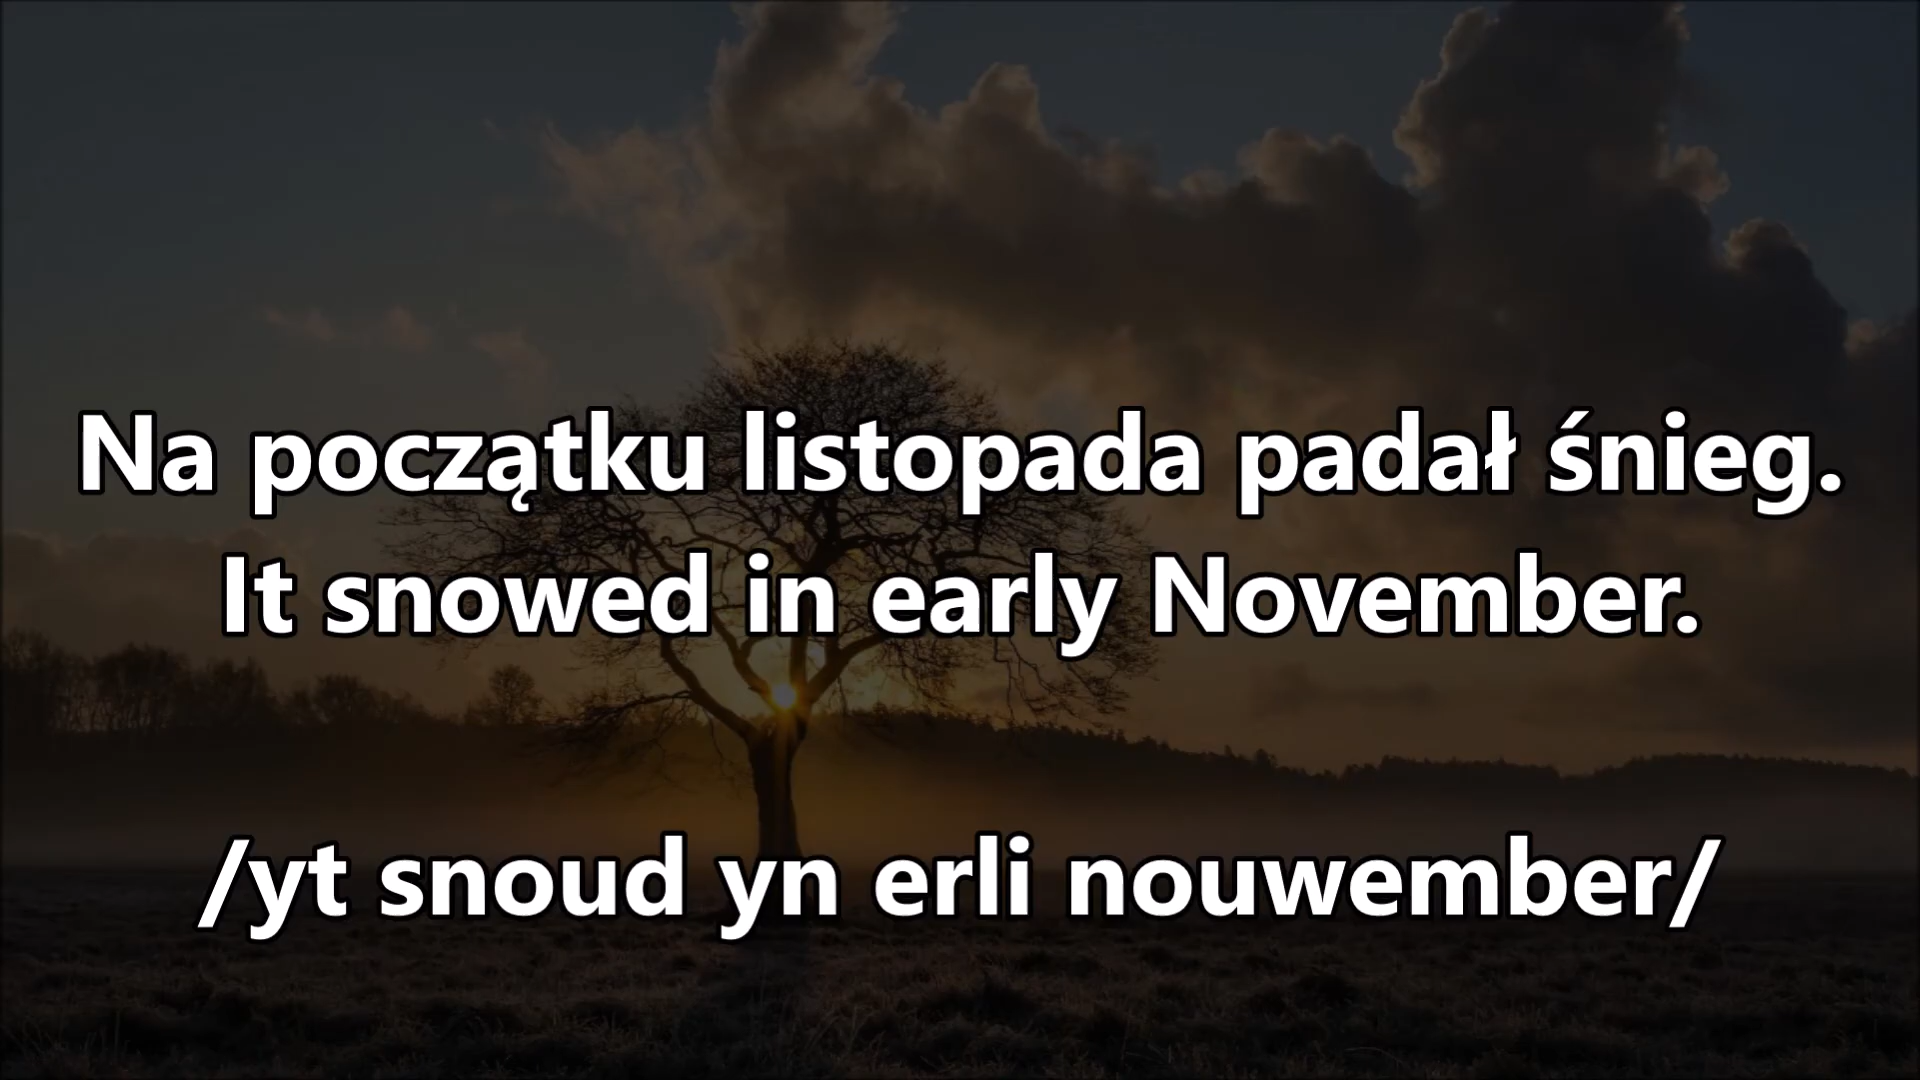 Na początku listopada padał śnieg.
It snowed in early November.
/yt snoud yn erli nouwember/